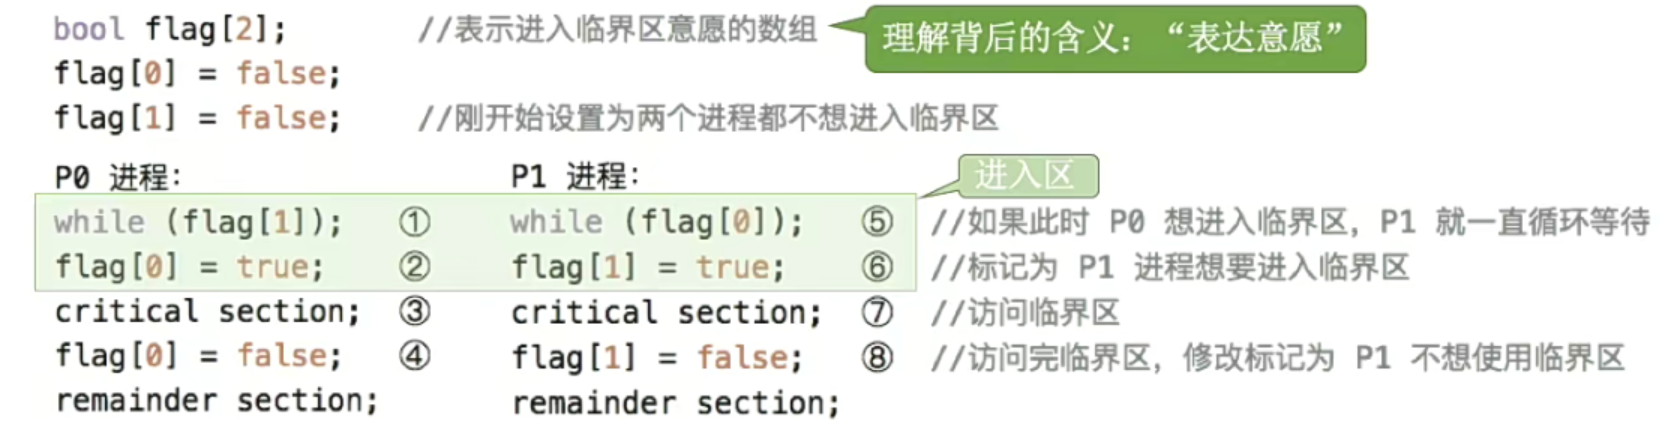 bool flag[2]; //表示进入临界区意愿的数组
理解背后的含义：“表达意愿”
flag[0] = false;
flag[1] = false; //刚开始设置为两个进程都不想进入临界区
P0 进程： P1 进程：
进入区
while (flag[1]); ① while (flag[0]); ⑤ //如果此时 P0 想进入临界区，P1 就一直循环等待
flag[0] = true; ② flag[1] = true; ⑥ //标记为 P1 进程想要进入临界区
critical section; ③ critical section; ⑦ //访问临界区
flag[0] = false; ④ flag[1] = false; ⑧ //访问完临界区，修改标记为 P1 不想使用临界区
remainder section; remainder section;